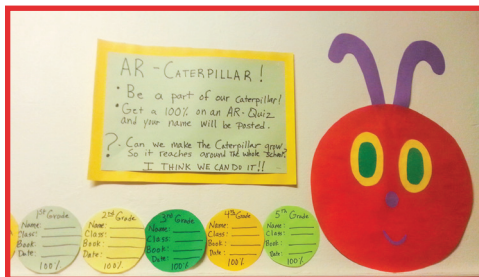 AR - CATERPILLAR!
• Be a part of our Caterpillar!
• Get a 100% on an AR. Quiz
and your name will be posted.
? Can we make the Caterpillar grow,
So it reaches around the whole school.
I THINK WE CAN DO IT!!
1st Grade
Name:
Class:
Book:
Date:
100%
2nd Grade
Name:
Class:
Book:
Date:
100%
3rd Grade
Name:
Class:
Book:
Date:
100%
4th Grade
Name:
Class:
Book:
Date:
100%
5th Grade
Name:
Class:
Book:
Date:
100%